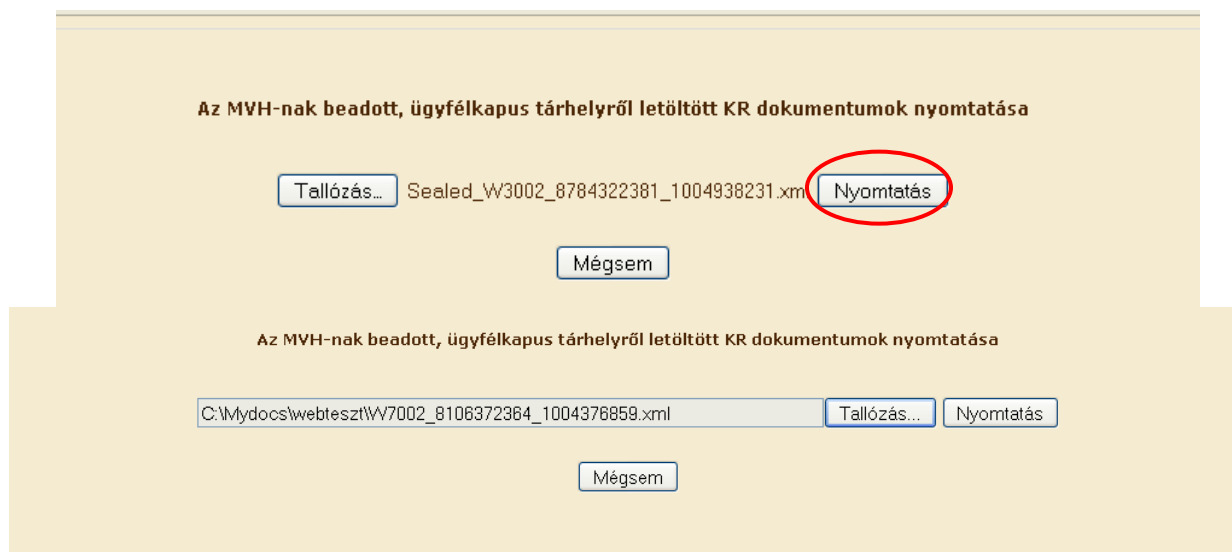 Az MVH-nak beadott, ügyfélkapus tárhelyről letöltött KR dokumentumok nyomtatása
Tallózás... Sealed_W3002_8784322381_1004938231.xm Nyomtatás
Mégsem
Az MVH-nak beadott, ügyfélkapus tárhelyről letöltött KR dokumentumok nyomtatása
C:\Mydocs\webteszt\W7002_8106372364_1004376859.xml Tallózás... Nyomtatás
Mégsem